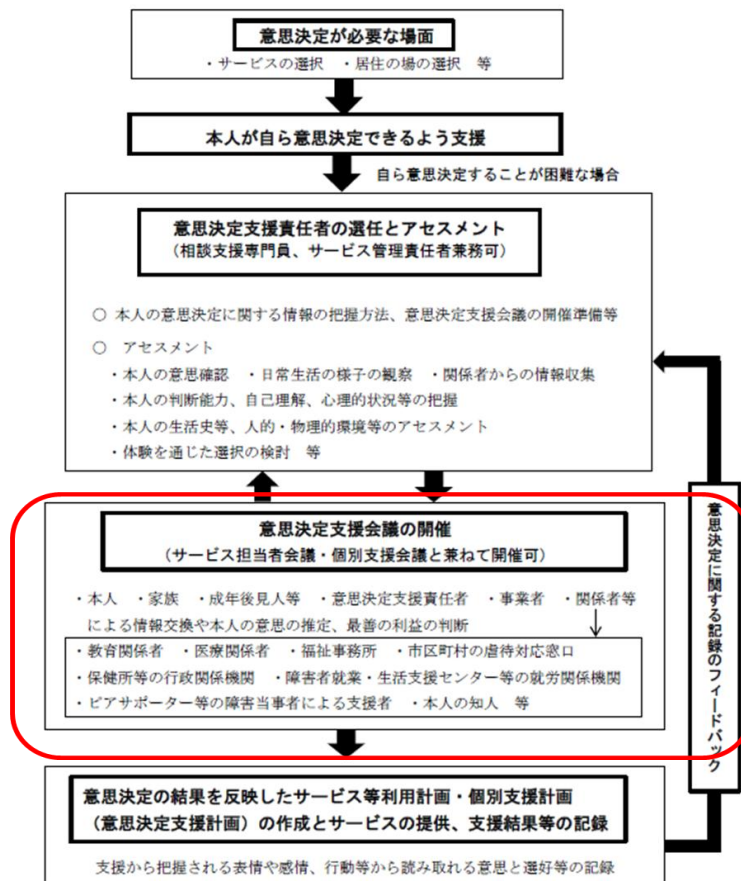 意思決定が必要な場面
・サービスの選択　・居住の場の選択　等
本人が自ら意思決定できるよう支援
自ら意思決定することが困難な場合
意思決定支援責任者の選任とアセスメント
（相談支援専門員、サービス管理責任者兼務可）
○ 本人の意思決定に関する情報の把握方法、意思決定支援会議の開催準備等
○　アセスメント
・本人の意思確認　・日常生活の様子の観察　・関係者からの情報収集
・本人の判断能力、自己理解、心理的状況等の把握
・本人の生活史等、人的・物理的環境等のアセスメント
・体験を通じた選択の検討　等
意思決定支援会議の開催
（サービス担当者会議・個別支援会議と兼ねて開催可）
・本人　・家族　・成年後見人等　・意思決定支援責任者　・事業者　・関係者等
による情報交換や本人の意思の推定、最善の利益の判断
・教育関係者　・医療関係者　・福祉事務所　・市区町村の虐待対応窓口
・保健所等の行政関係機関　・障害者就業・生活支援センター等の就労関係機関
・ピアサポーター等の障害当事者による支援者　・本人の知人　等
意思決定の結果を反映したサービス等利用計画・個別支援計画
（意思決定支援計画）の作成とサービスの提供、支援結果等の記録
支援から把握される表情や感情、行動等から読み取れる意思と選好等の記録
意思決定に関する記録のフィードバック